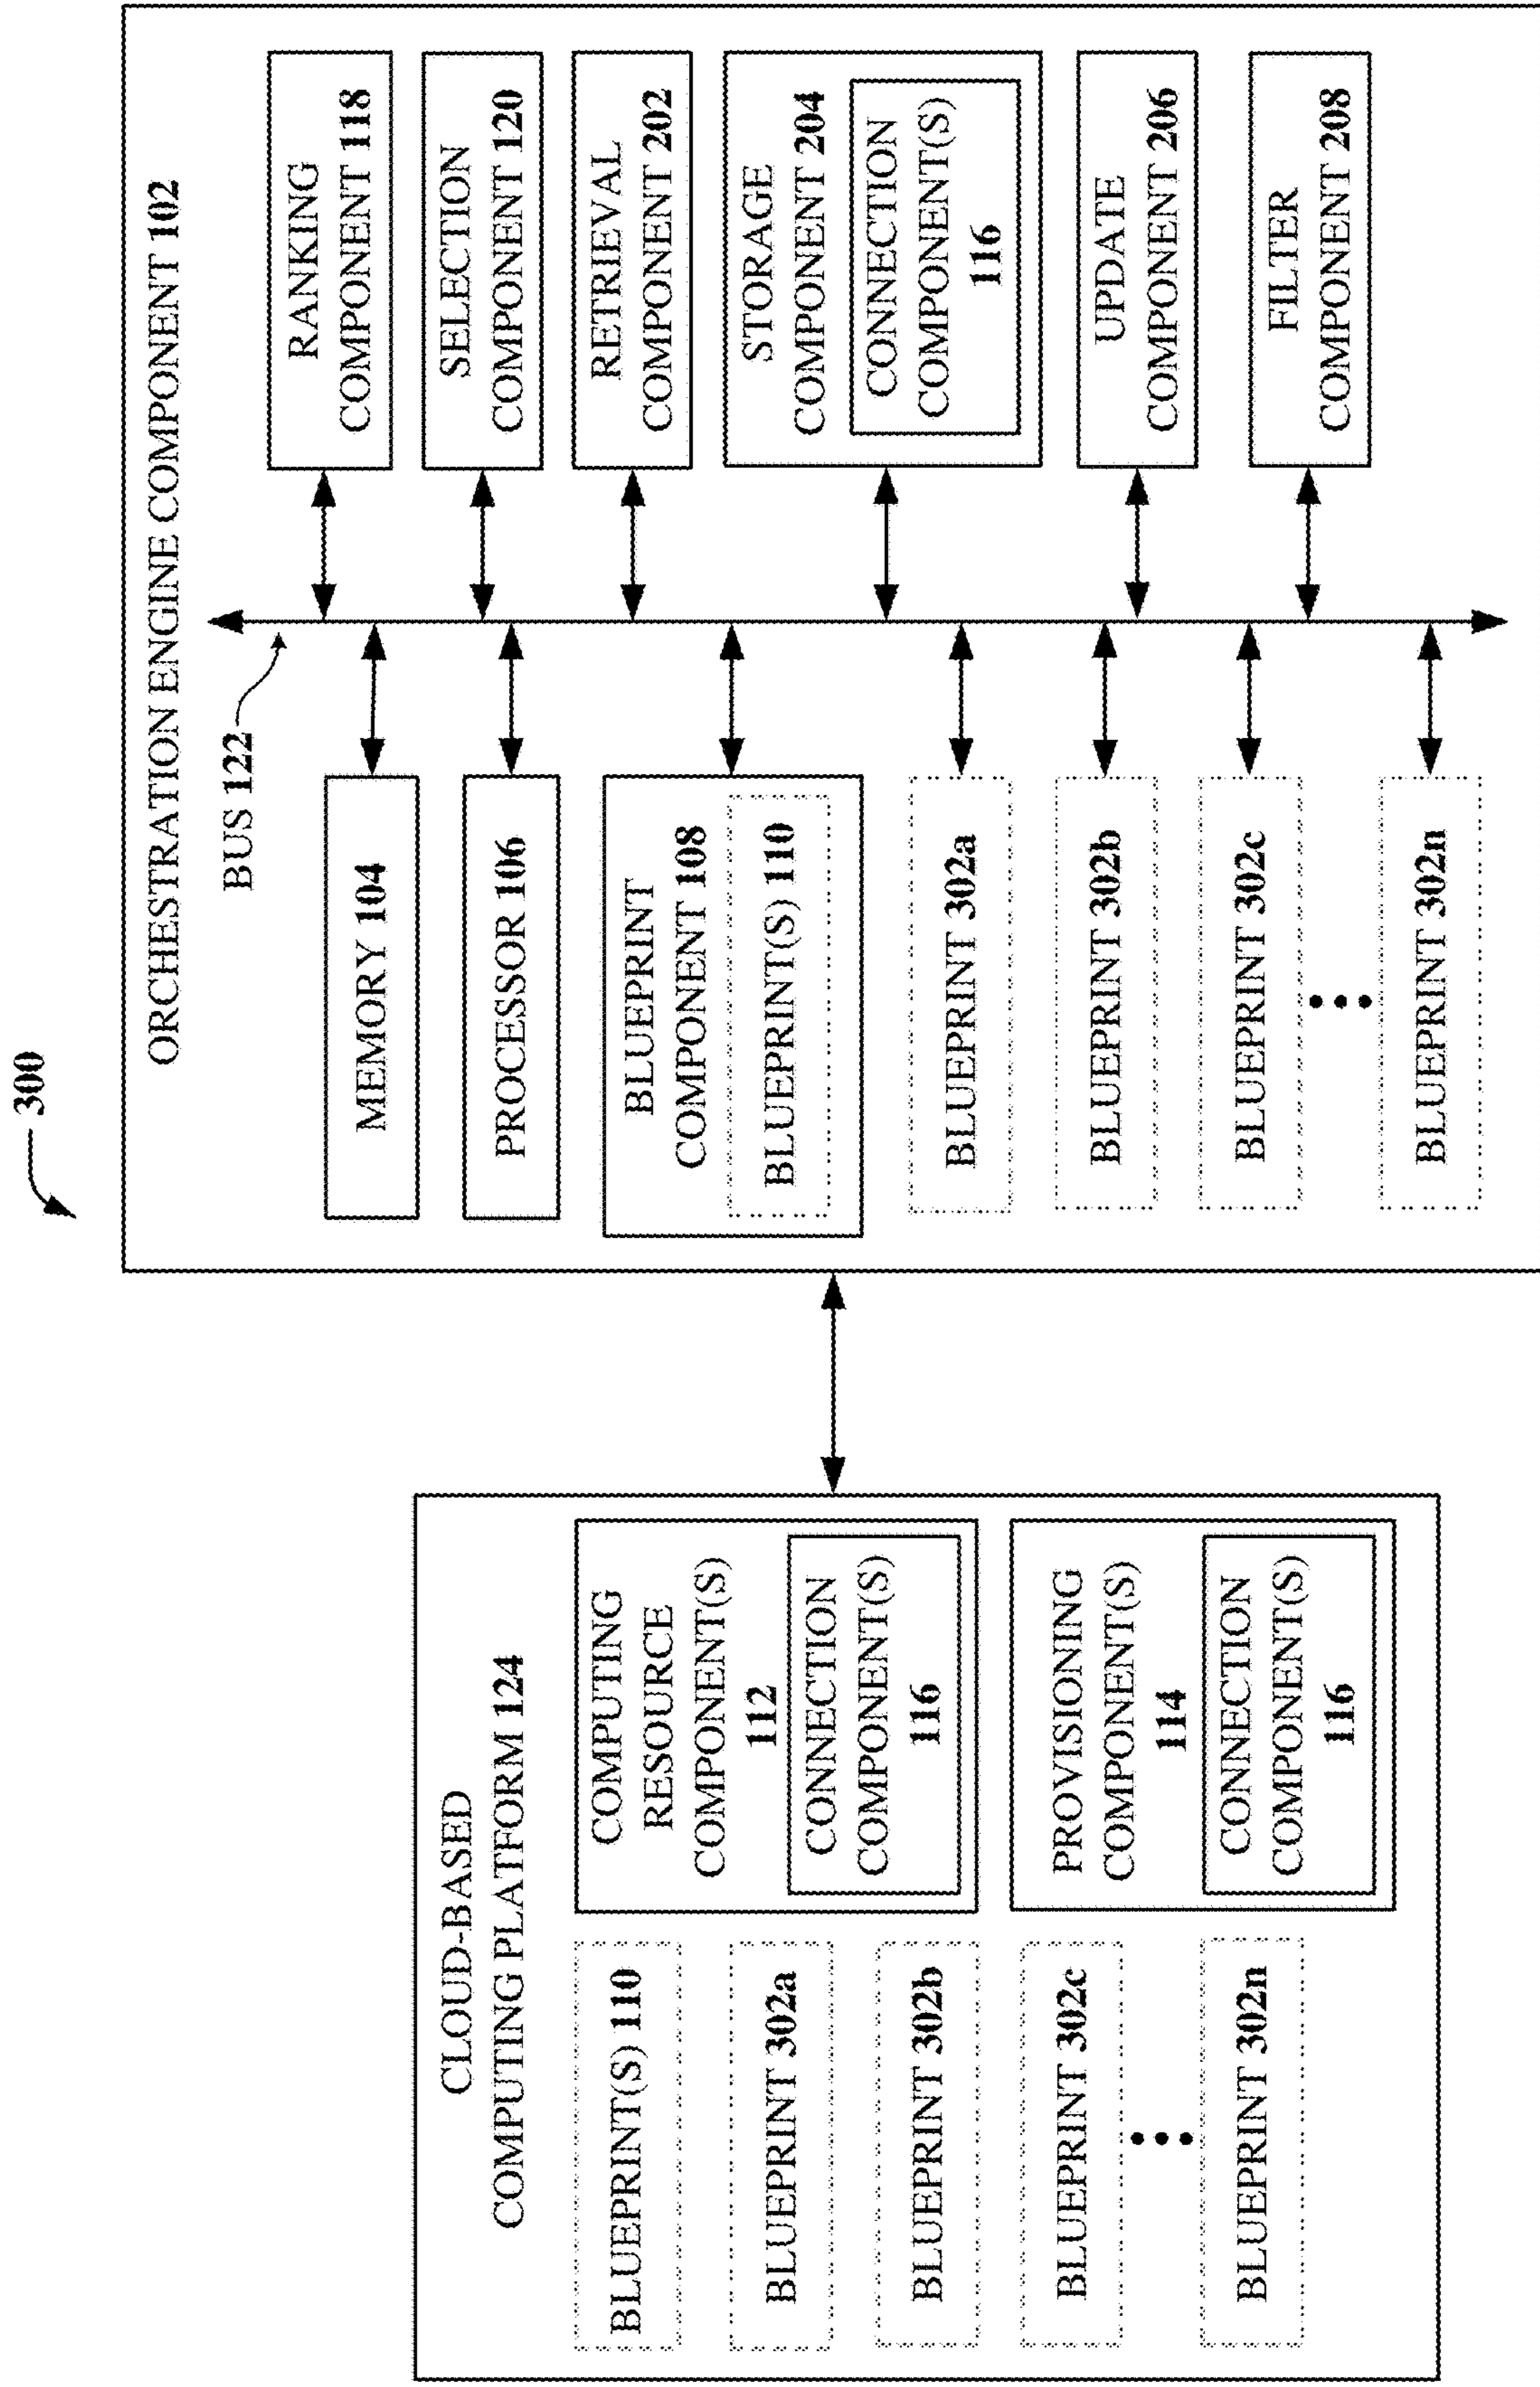 300
CLOUD-BASED
COMPUTING PLATFORM 124
BLUEPRINT(S) 110
BLUEPRINT 302a
BLUEPRINT 302b
BLUEPRINT 302c
BLUEPRINT 302n
COMPUTING
RESOURCE
COMPONENT(S)
112
CONNECTION
COMPONENT(S)
116
PROVISIONING
COMPONENT(S)
114
CONNECTION
COMPONENT(S)
116
ORCHESTRATION ENGINE COMPONENT 102
BUS 122
MEMORY 104
PROCESSOR 106
BLUEPRINT
COMPONENT 108
BLUEPRINT(S) 110
BLUEPRINT 302a
BLUEPRINT 302b
BLUEPRINT 302c
BLUEPRINT 302n
RANKING
COMPONENT 118
SELECTION
COMPONENT 120
RETRIEVAL
COMPONENT 202
STORAGE
COMPONENT 204
CONNECTION
COMPONENT(S)
116
UPDATE
COMPONENT 206
FILTER
COMPONENT 208